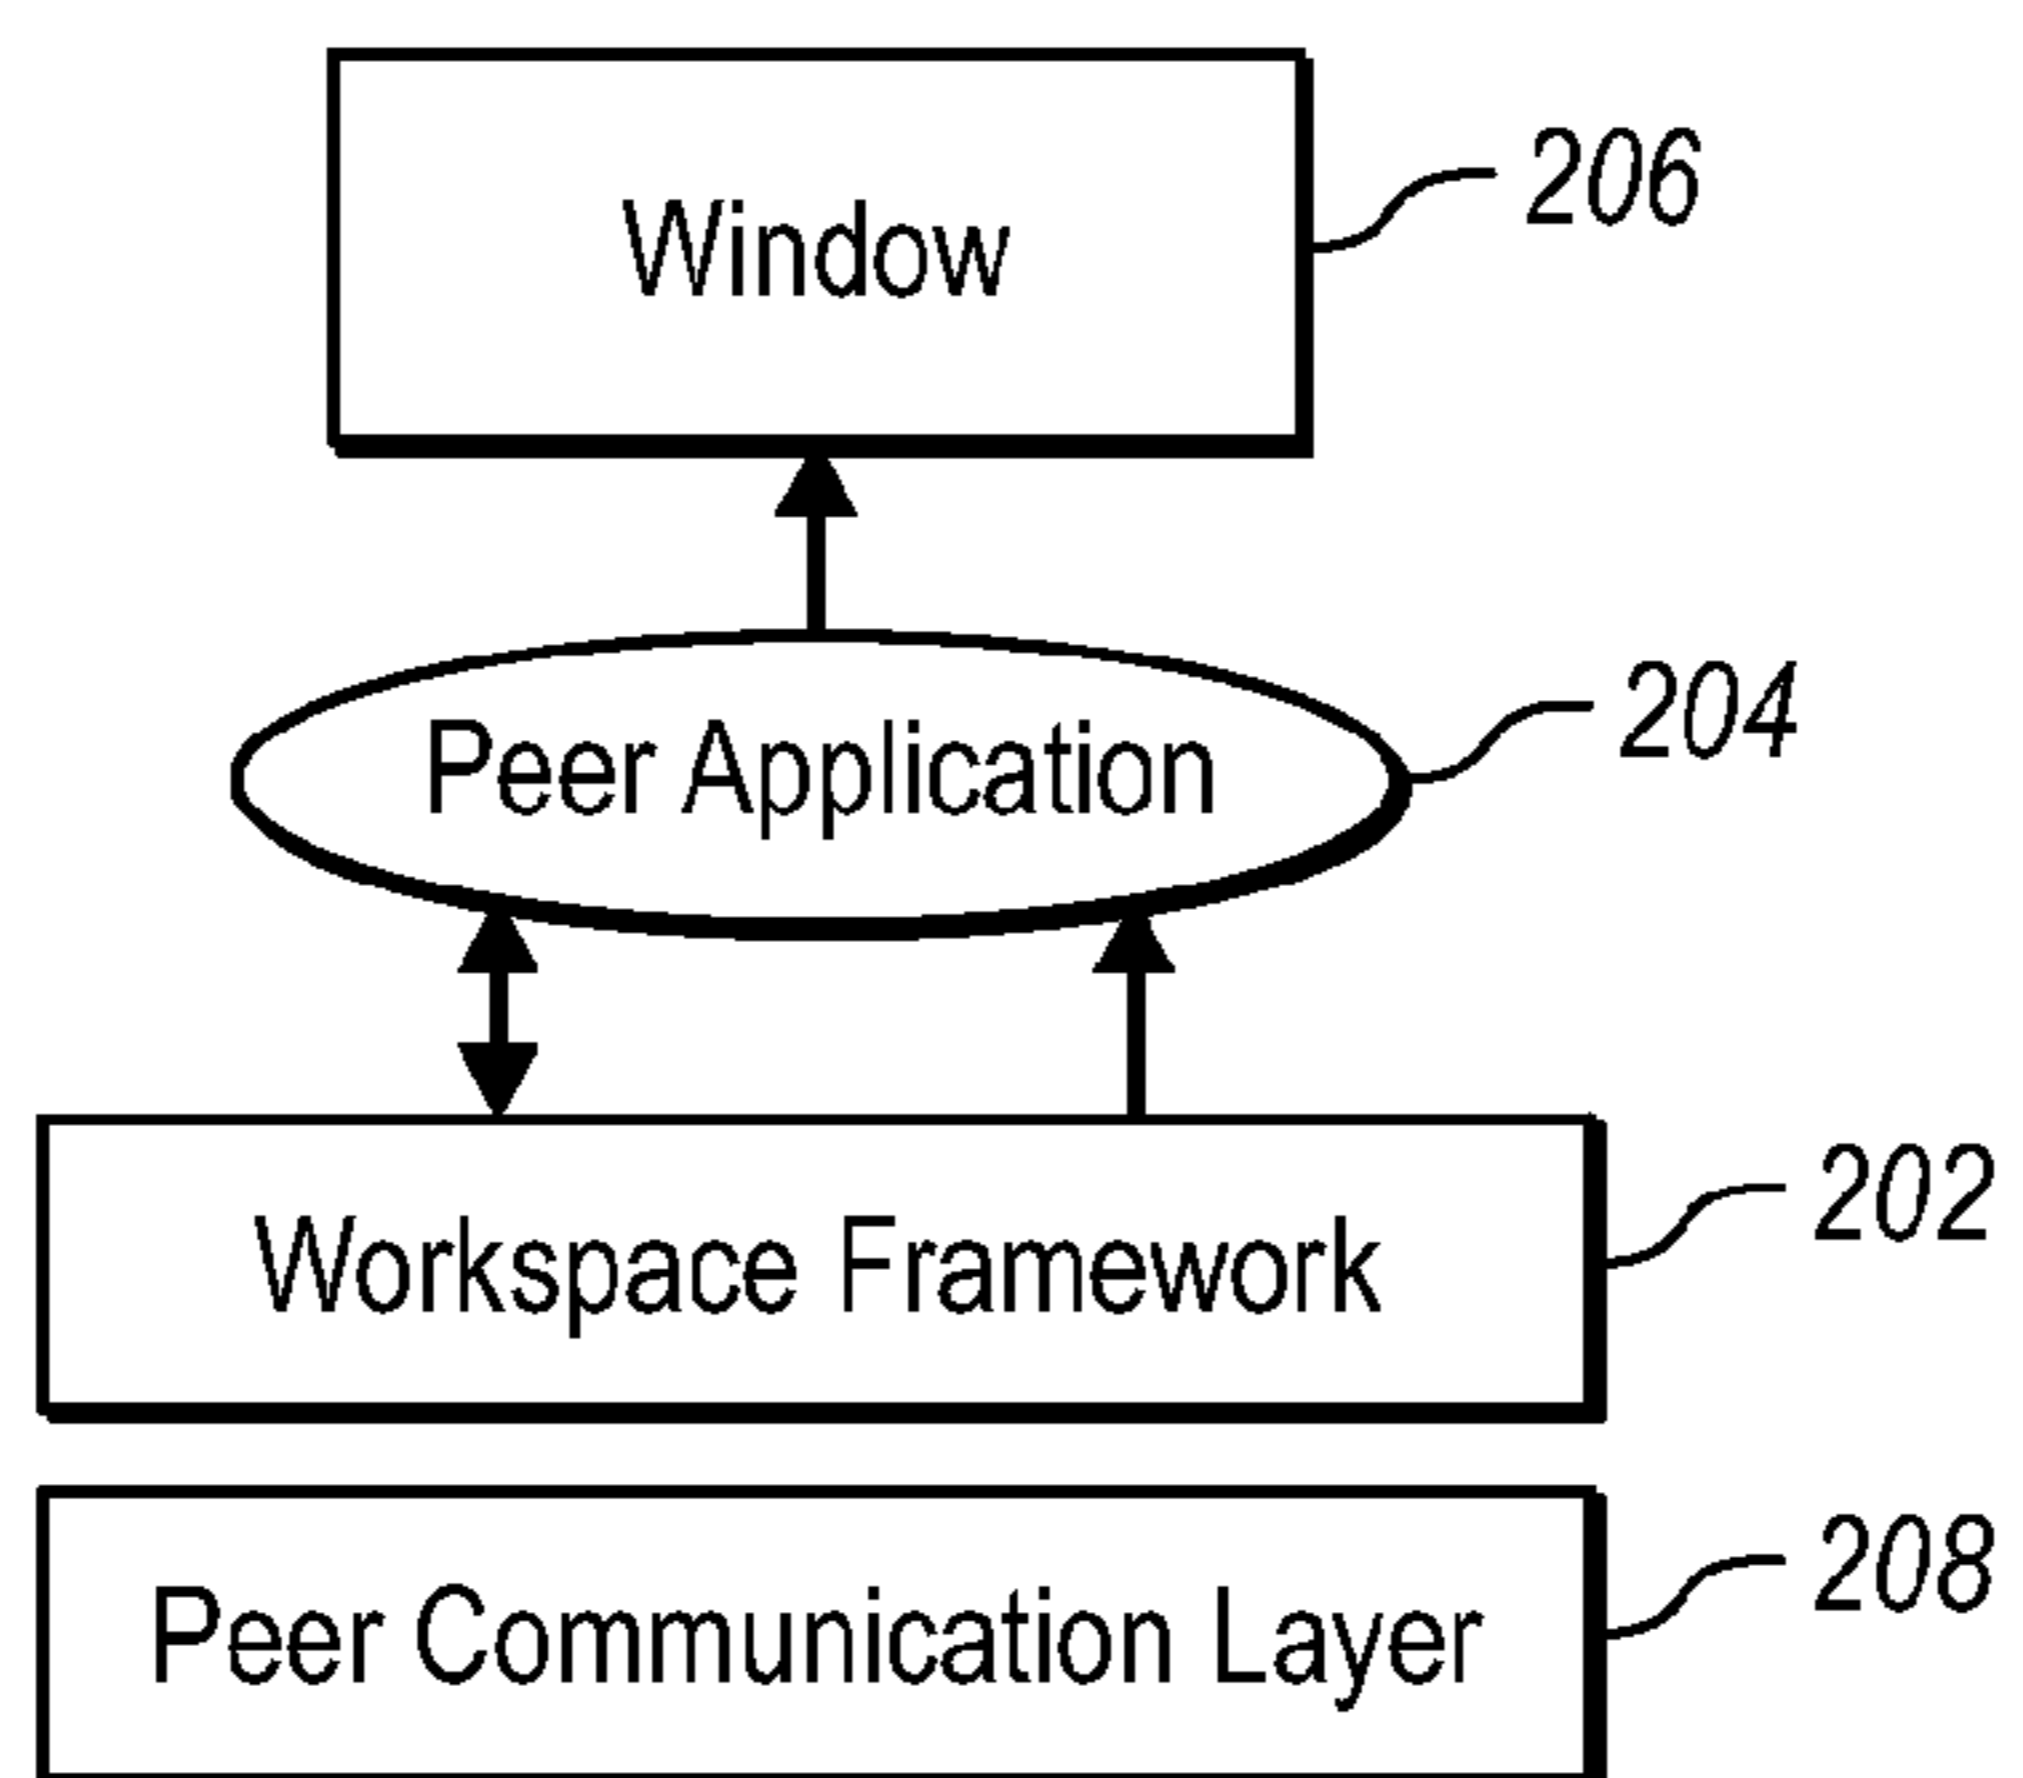 Window
206
Peer Application
204
Workspace Framework
202
Peer Communication Layer
208